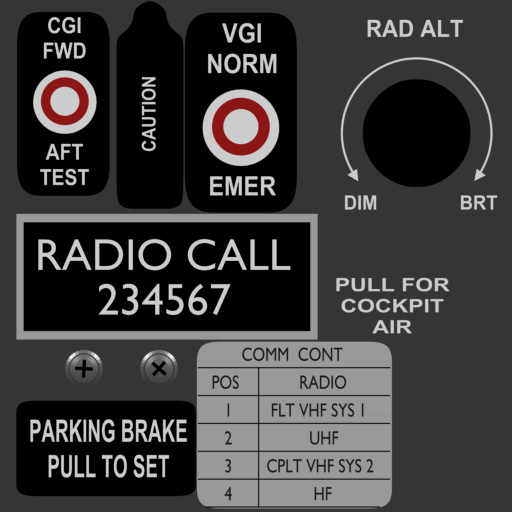 CGI
FWD
AFT
TEST
CAUTION
VGI
NORM
EMER
RAD ALT
DIM
BRT
RADIO CALL
234567
PULL FOR
COCKPIT
AIR
COMM CONT
POS RADIO
1 FLT VHF SYS 1
2 UHF
3 CPLT VHF SYS 2
4 HF
PARKING BRAKE
PULL TO SET